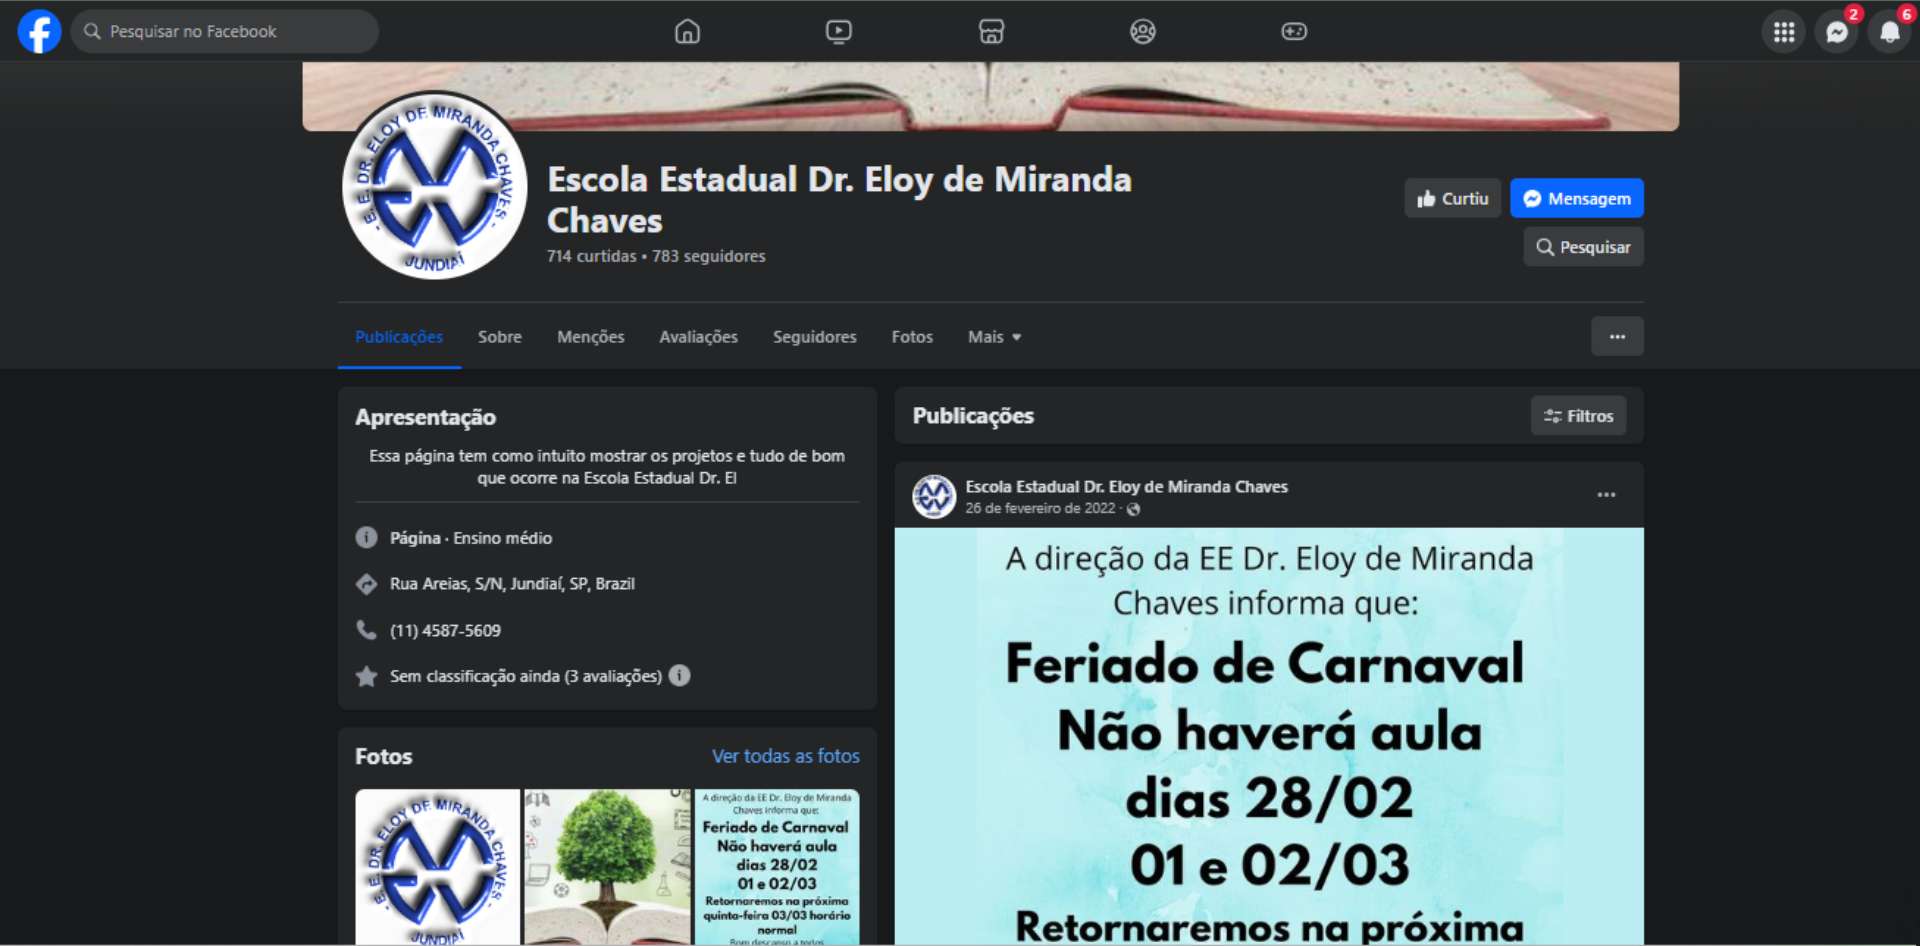 Pesquisar no Facebook
2
6
E. E. DR. ELOY DE MIRANDA CHAVES -
JUNDIAÍ
Escola Estadual Dr. Eloy de Miranda
Chaves
714 curtidas • 783 seguidores
Curtiu
Mensagem
Pesquisar
Publicações
Sobre
Menções
Avaliações
Seguidores
Fotos
Mais
Apresentação
Essa página tem como intuito mostrar os projetos e tudo de bom
que ocorre na Escola Estadual Dr. El
Página · Ensino médio
Rua Areias, S/N, Jundiaí, SP, Brazil
(11) 4587-5609
Sem classificação ainda (3 avaliações)
Fotos
Ver todas as fotos
E. E. DR. ELOY DE MIRANDA CHAVES -
JUNDIAÍ
A direção da EE Dr. Eloy de Miranda
Chaves informa que:
Feriado de Carnaval
Não haverá aula
dias 28/02
01 e 02/03
Retornaremos na próxima
quinta-feira 03/03 horário
normal
Bom descanso a todos
Publicações
Filtros
Escola Estadual Dr. Eloy de Miranda Chaves
26 de fevereiro de 2022 ·
A direção da EE Dr. Eloy de Miranda
Chaves informa que:
Feriado de Carnaval
Não haverá aula
dias 28/02
01 e 02/03
Retornaremos na próxima